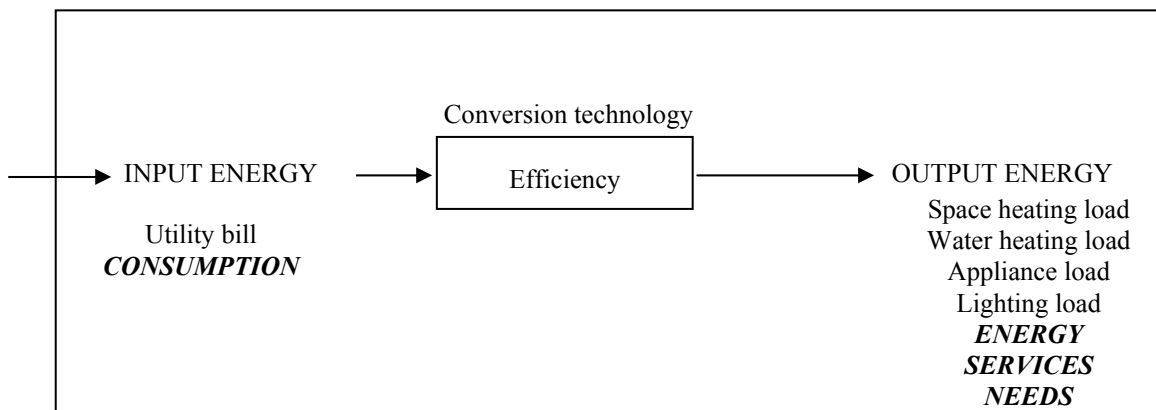 Conversion technology
INPUT ENERGY
Efficiency
OUTPUT ENERGY
Utility bill
CONSUMPTION
Space heating load
Water heating load
Appliance load
Lighting load
ENERGY
SERVICES
NEEDS